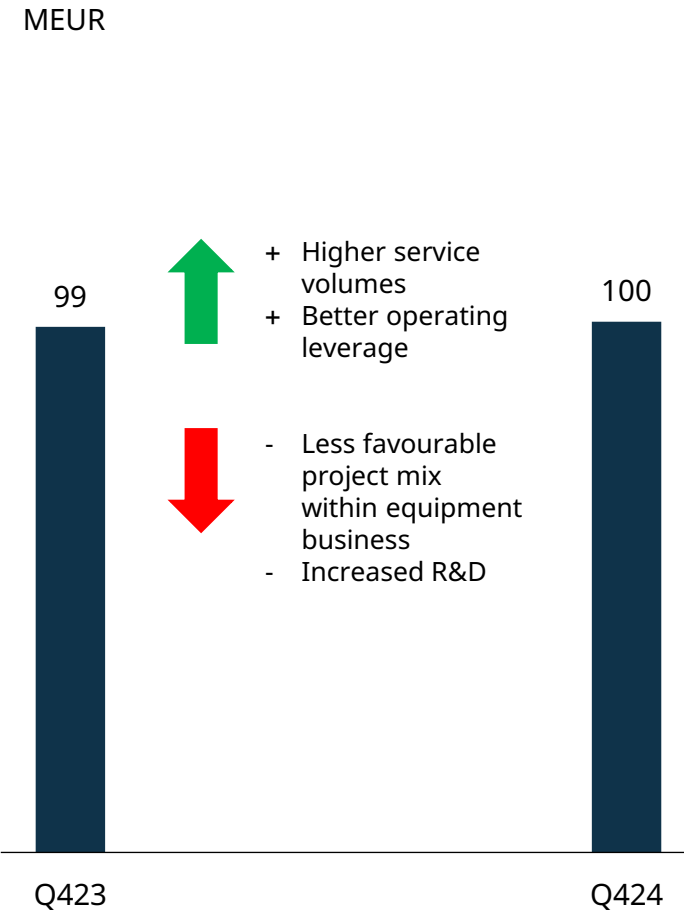 MEUR
99
+ Higher service
volumes
+ Better operating
leverage
- Less favourable
project mix
within equipment
business
- Increased R&D
100
Q423
Q424